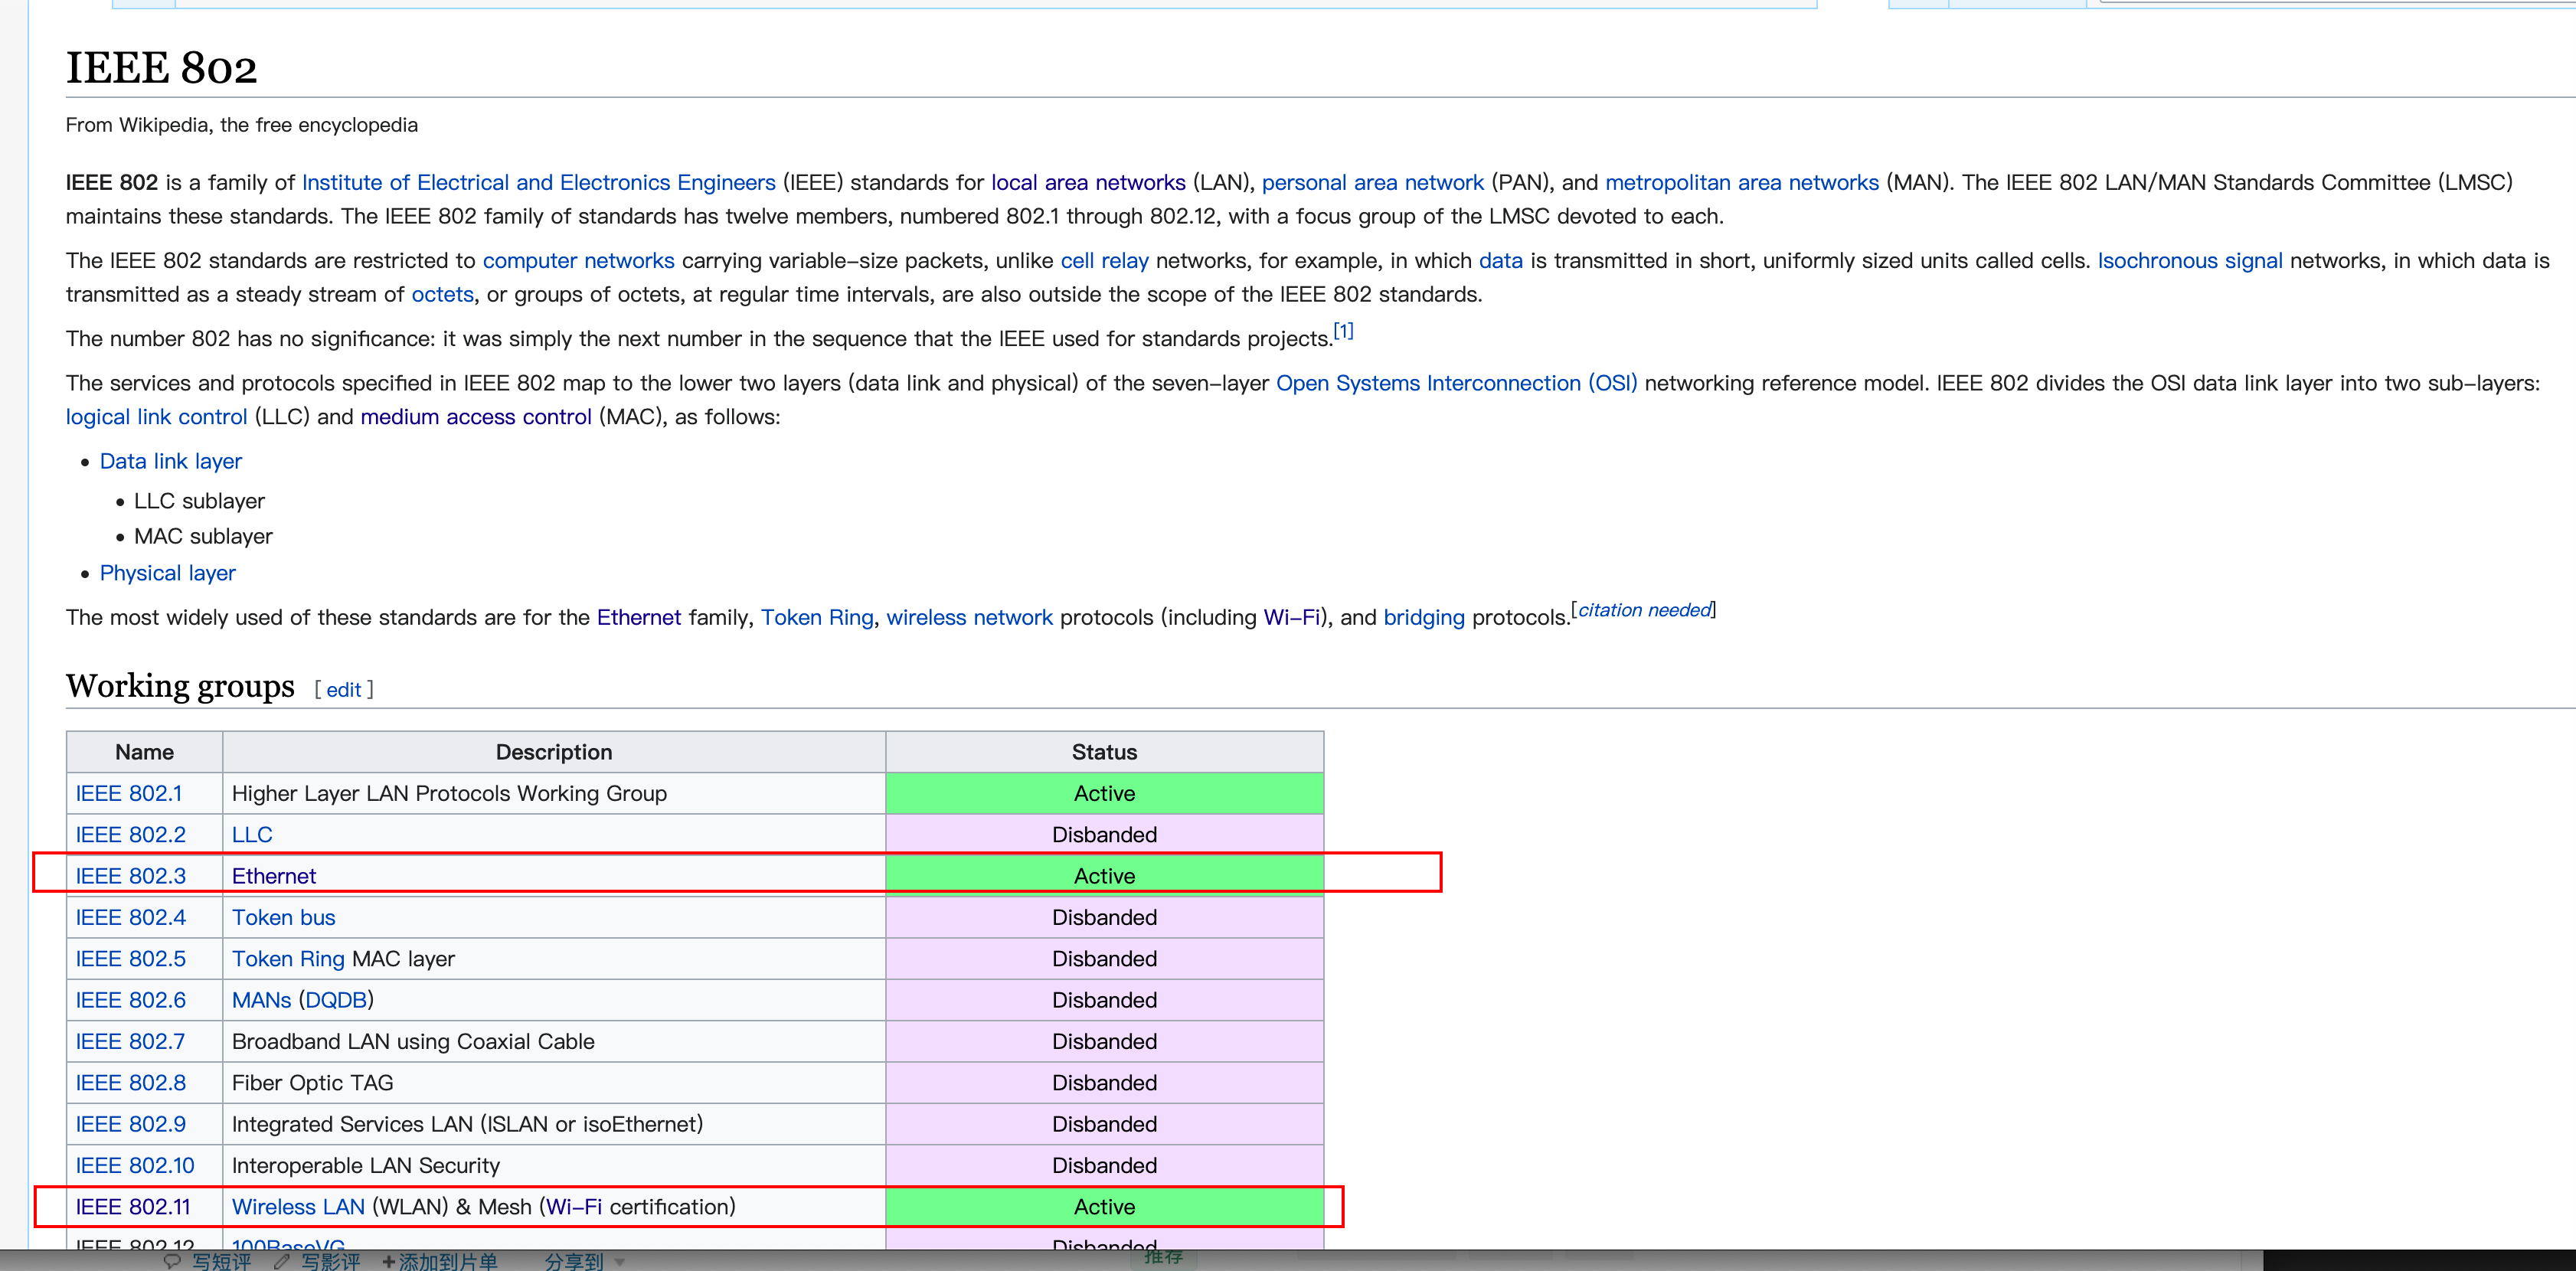 IEEE 802
From Wikipedia, the free encyclopedia
IEEE 802 is a family of Institute of Electrical and Electronics Engineers (IEEE) standards for local area networks (LAN), personal area network (PAN), and metropolitan area networks (MAN). The IEEE 802 LAN/MAN Standards Committee (LMSC)
maintains these standards. The IEEE 802 family of standards has twelve members, numbered 802.1 through 802.12, with a focus group of the LMSC devoted to each.
The IEEE 802 standards are restricted to computer networks carrying variable-size packets, unlike cell relay networks, for example, in which data is transmitted in short, uniformly sized units called cells. Isochronous signal networks, in which data is
transmitted as a steady stream of octets, or groups of octets, at regular time intervals, are also outside the scope of the IEEE 802 standards.
The number 802 has no significance: it was simply the next number in the sequence that the IEEE used for standards projects.[1]
The services and protocols specified in IEEE 802 map to the lower two layers (data link and physical) of the seven-layer Open Systems Interconnection (OSI) networking reference model. IEEE 802 divides the OSI data link layer into two sub-layers:
logical link control (LLC) and medium access control (MAC), as follows:
• Data link layer
• LLC sublayer
• MAC sublayer
• Physical layer
The most widely used of these standards are for the Ethernet family, Token Ring, wireless network protocols (including Wi-Fi), and bridging protocols.[citation needed]
Working groups [ edit ]
Name Description Status
IEEE 802.1 Higher Layer LAN Protocols Working Group Active
IEEE 802.2 LLC Disbanded
IEEE 802.3 Ethernet Active
IEEE 802.4 Token bus Disbanded
IEEE 802.5 Token Ring MAC layer Disbanded
IEEE 802.6 MANs (DQDB) Disbanded
IEEE 802.7 Broadband LAN using Coaxial Cable Disbanded
IEEE 802.8 Fiber Optic TAG Disbanded
IEEE 802.9 Integrated Services LAN (ISLAN or isoEthernet) Disbanded
IEEE 802.10 Interoperable LAN Security Disbanded
IEEE 802.11 Wireless LAN (WLAN) & Mesh (Wi-Fi certification) Active
IEEE 802.12 100BaseVG Disbanded
写短评 写影评 +添加到片单 分享到 推荐